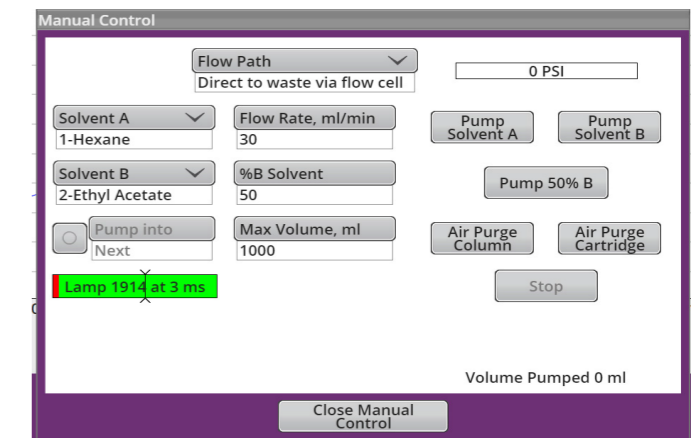 Manual Control
Flow Path
Direct to waste via flow cell
0 PSI
Solvent A
1-Hexane
Flow Rate, ml/min
30
Pump
Solvent A
Pump
Solvent B
Solvent B
2-Ethyl Acetate
%B Solvent
50
Pump 50% B
Pump into
Next
Max Volume, ml
1000
Air Purge
Column
Air Purge
Cartridge
Lamp 1914 at 3 ms
Stop
Volume Pumped 0 ml
Close Manual
Control